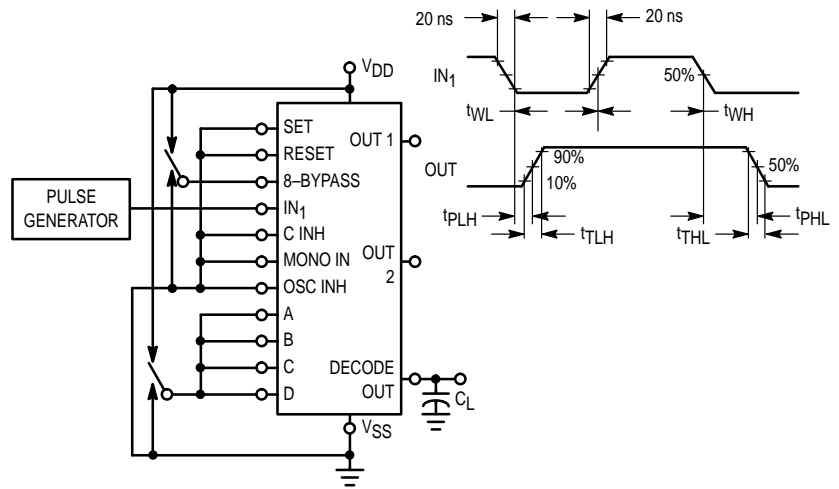 20 ns
20 ns
IN1
50%
tWL
tWH
OUT
90%
10%
50%
tPLH
tTLH
tTHL
tPHL
VDD
SET
RESET
8–BYPASS
IN1
C INH
MONO IN
OSC INH
A
B
C
D
OUT 1
OUT
2
DECODE
OUT
CL
VSS
PULSE
GENERATOR